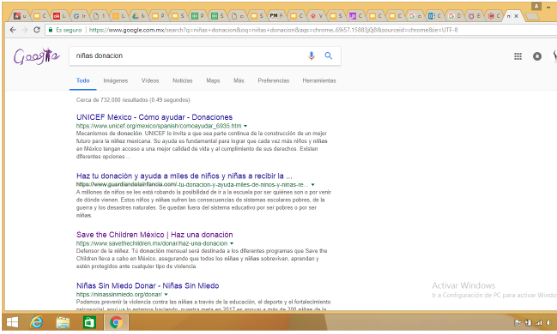 Es seguro
https://www.google.com.mx/search?q=niñas+donacion&oq=niñas+donacion&aqs=chrome..69i57.15883j0j8&sourceid=chrome&ie=UTF-8
niñas donacion
Todo Imágenes Vídeos Noticias Maps Más Preferencias Herramientas
Cerca de 732,000 resultados (0.49 segundos)
UNICEF México - Cómo ayudar - Donaciones
https://www.unicef.org/mexico/spanish/comoayudar_6935.htm
Mecanismos de donación. UNICEF lo invita a que sea parte continua de la construcción de un mejor
futuro para la niñez mexicana. Su ayuda es fundamental para lograr que cada vez más niños y niñas
en México tengan acceso a una mejor calidad de vida y al cumplimiento de sus derechos. Existen
diferentes opciones ...
Haz tu donación y ayuda a miles de niños y niñas a recibir la ...
https://www.guardiandelainfancia.com/.tu-donacion-y-ayuda-miles-de-ninos-y-ninas-re...
A millones de niños se les está robando la posibilidad de ir a la escuela por ser quienes son o por venir
de dónde vienen. Estos niños y niñas sufren las consecuencias de sistemas escolares pobres, de la
guerra y los desastres naturales. Se quedan fuera del sistema educativo por ser pobres o por ser
niñas.
Save the Children México | Haz una donación
https://www.savethechildren.mx/donar/haz-una-donacion
Defensor de la niñez. Tú donación mensual será destinada a los diferentes programas que Save the
Children lleva a cabo en México, asegurando que todos los niños y niñas sobrevivan, aprendan y
estén protegidos ante cualquier tipo de violencia.
Niñas Sin Miedo Donar - Niñas Sin Miedo
https://ninassinmiedo.org/donar/
Podemos prevenir la violencia contra las niñas a través de la educación, el deporte y el fortalecimiento
Activar Windows
Ir a Configuración de PC para activar Windows